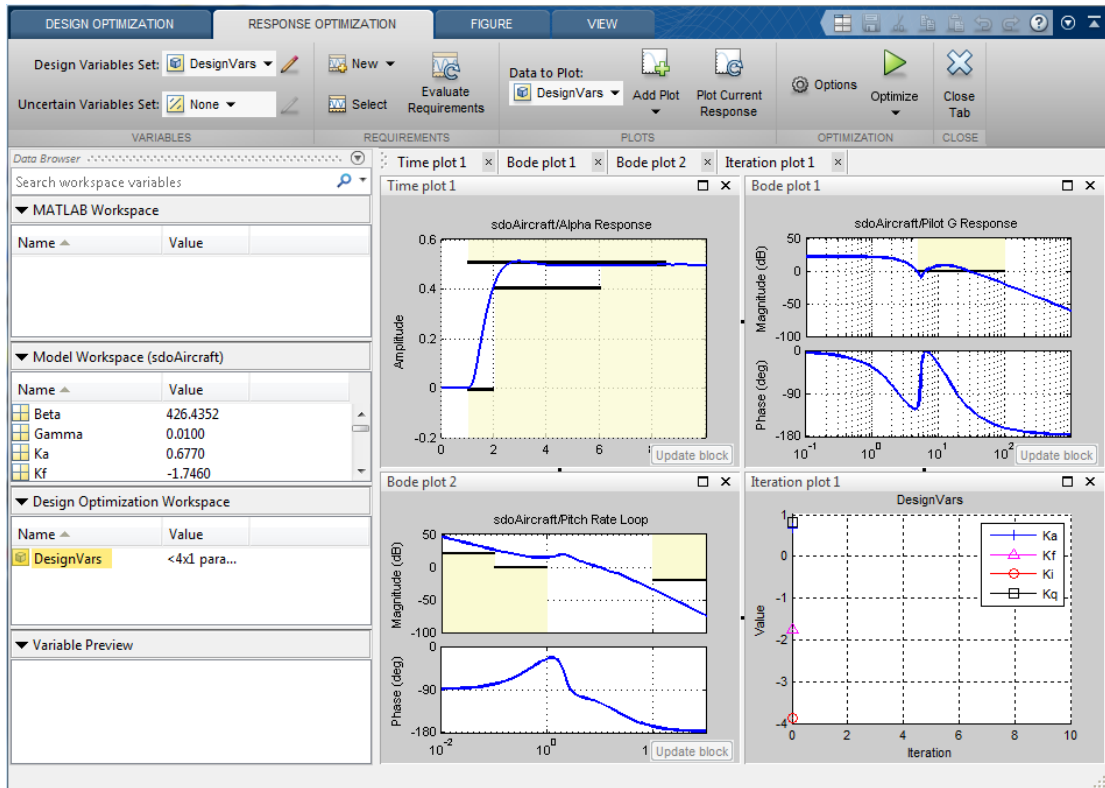 DESIGN OPTIMIZATION RESPONSE OPTIMIZATION FIGURE VIEW
Design Variables Set: DesignVars
Uncertain Variables Set: None
VARIABLES
New
Select
Evaluate
Requirements
REQUIREMENTS
Data to Plot:
DesignVars
Add Plot
Plot Current
Response
PLOTS
Options
Optimize
OPTIMIZATION
Close
Tab
CLOSE
Data Browser
Search workspace variables
MATLAB Workspace
Name Value
Model Workspace (sdoAircraft)
Name Value
Beta 426.4352
Gamma 0.0100
Ka 0.6770
Kf -1.7460
Design Optimization Workspace
Name Value
DesignVars <4x1 para...
Variable Preview
Time plot 1 × Bode plot 1 × Bode plot 2 × Iteration plot 1 ×
Time plot 1
sdoAircraft/Alpha Response
Amplitude
0.6
0.4
0.2
0
-0.2
0 2 4 6 8
Update block
Bode plot 1
sdoAircraft/Pilot G Response
Magnitude (dB)
50
0
-50
-100
Phase (deg)
0
-90
-180
10-1 100 101 102
Update block
Bode plot 2
sdoAircraft/Pitch Rate Loop
Magnitude (dB)
50
0
-50
-100
Phase (deg)
0
-90
-180
10-2 100 1
Update block
Iteration plot 1
DesignVars
Value
1
0
-1
-2
-3
-4
0 2 4 6 8 10
Iteration
Ka
Kf
Ki
Kq